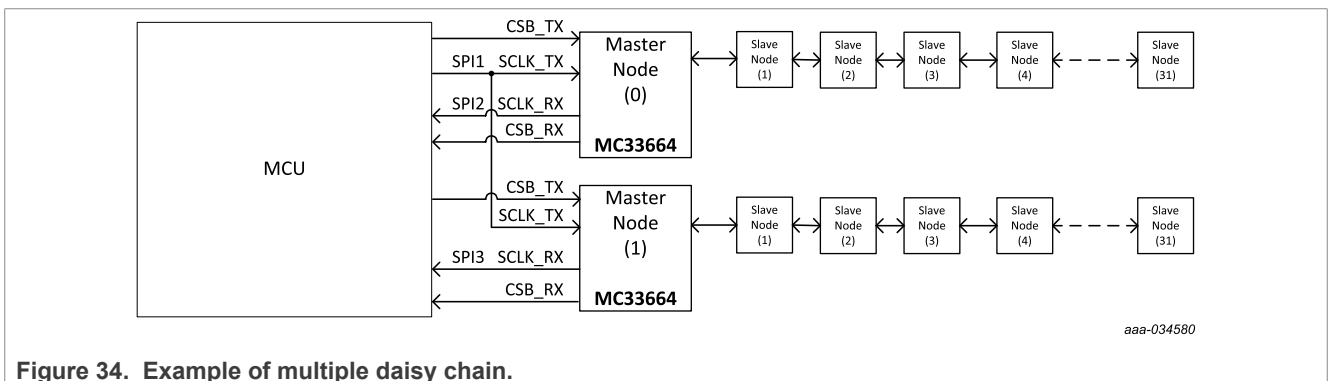 CSB_TX
SPI1 SCLK_TX
SPI2 SCLK_RX
CSB_RX
Master
Node
(0)
MC33664
Slave
Node
(1)
Slave
Node
(2)
Slave
Node
(3)
Slave
Node
(4)
Slave
Node
(31)
MCU
CSB_TX
SCLK_TX
SPI3 SCLK_RX
CSB_RX
Master
Node
(1)
MC33664
Slave
Node
(1)
Slave
Node
(2)
Slave
Node
(3)
Slave
Node
(4)
Slave
Node
(31)
aaa-034580
Figure 34. Example of multiple daisy chain.